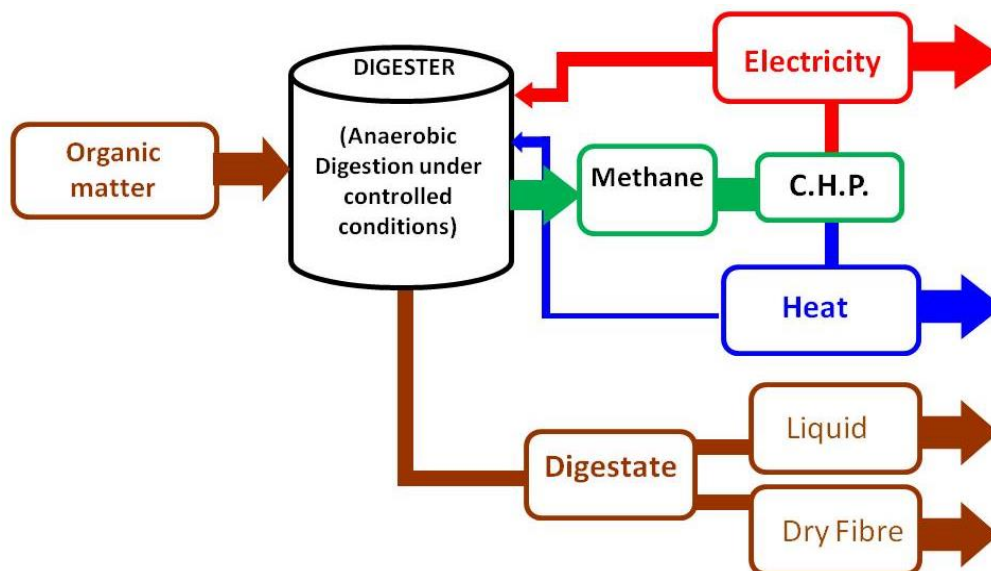 DIGESTER
(Anaerobic
Digestion under
controlled
conditions)
Organic
matter
Methane
C.H.P.
Electricity
Heat
Digestate
Liquid
Dry Fibre